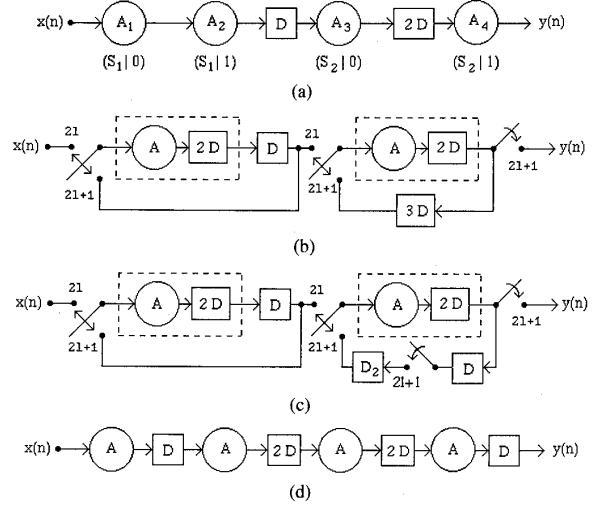 x(n) A₁ A₂ D A₃ 2D A₄ y(n)
(S₁|0) (S₁|1) (S₂|0) (S₂|1)
(a)
x(n) 2l A 2D D 2l A 2D y(n)
2l+1 2l+1 2l+1
3D
(b)
x(n) 2l A 2D D 2l A 2D y(n)
2l+1 2l+1 2l+1
D₂ 2l+1 D
(c)
x(n) A D A 2D A 2D A D y(n)
(d)